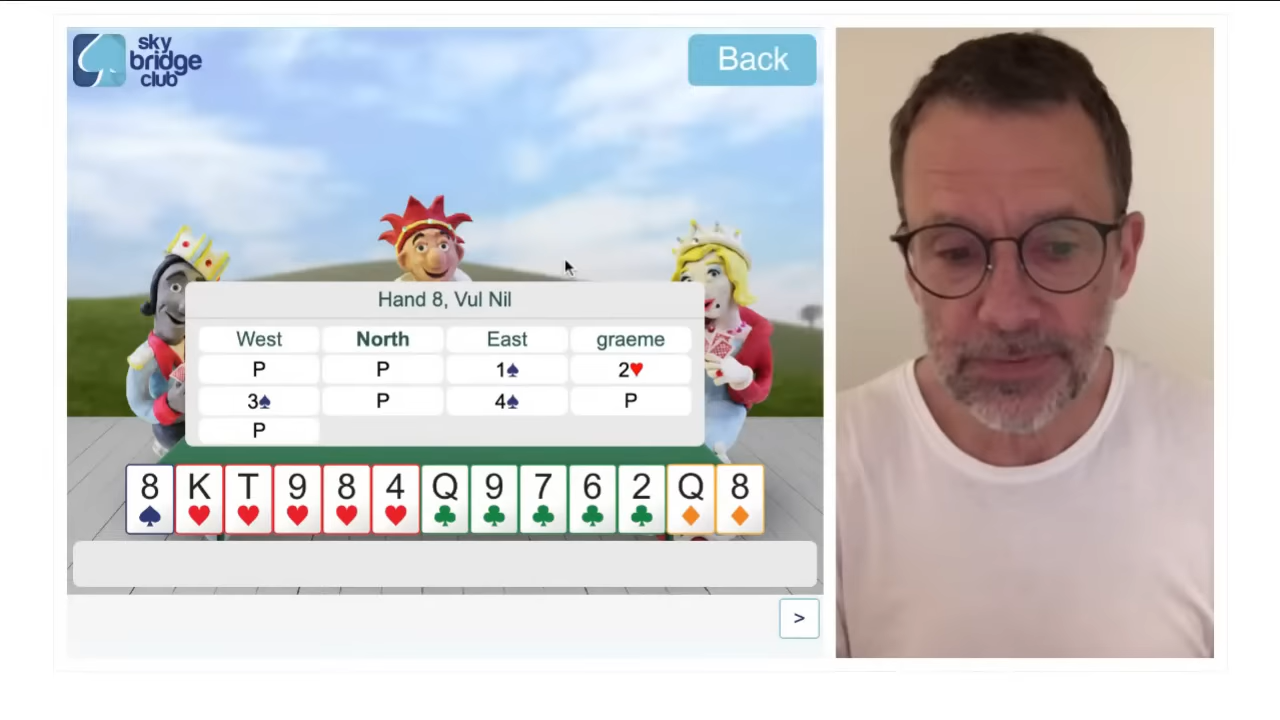 sky
bridge
club
Back
Hand 8, Vul Nil
West North East graeme
P P 1♠ 2♥
3♠ P 4♠ P
P
8♠ K♥ T♥ 9♥ 8♥ 4♥ Q♣ 9♣ 7♣ 6♣ 2♣ Q♦ 8♦
>